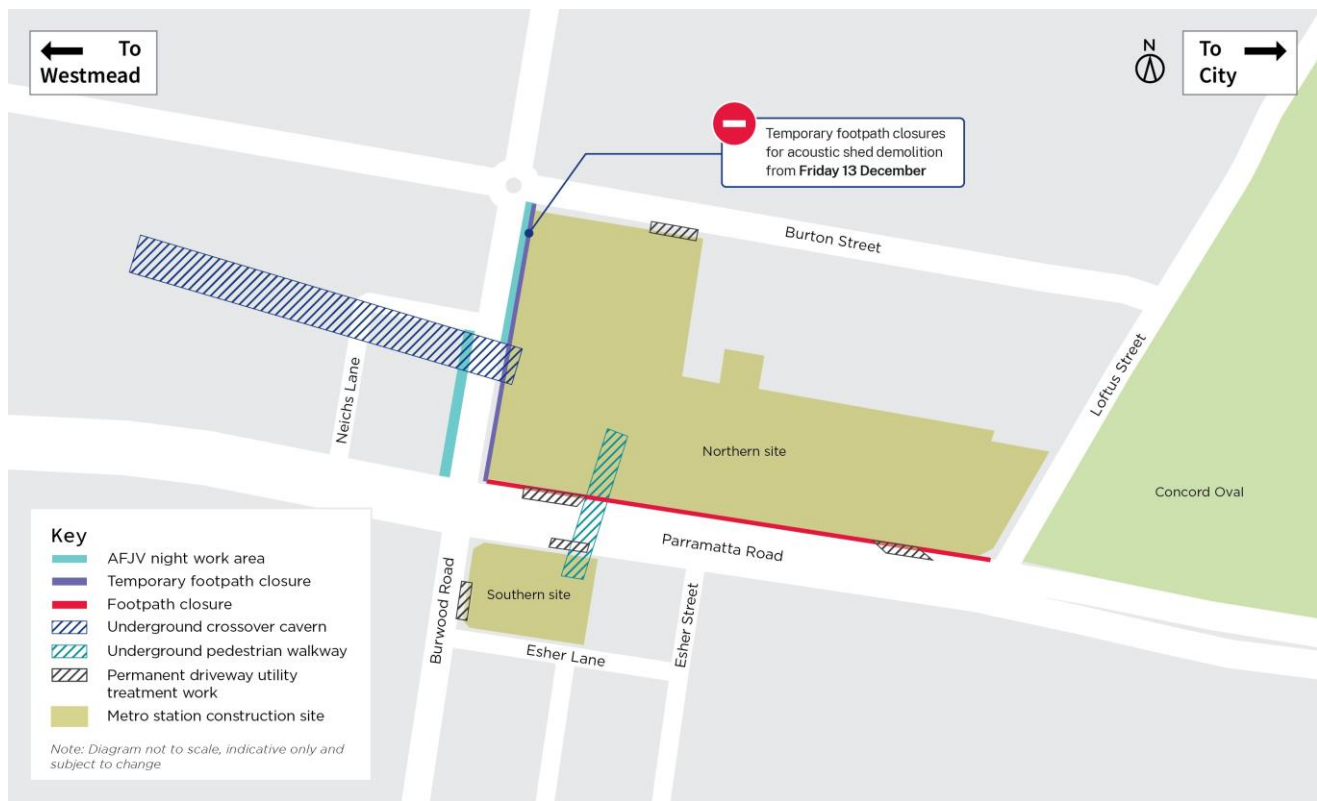 To
Westmead
N
To
City
Temporary footpath closures
for acoustic shed demolition
from Friday 13 December
Burton Street
Loftus Street
Neichs Lane
Northern site
Concord Oval
Parramatta Road
Southern site
Burwood Road
Esher Street
Esher Lane
Key
AFJV night work area
Temporary footpath closure
Footpath closure
Underground crossover cavern
Underground pedestrian walkway
Permanent driveway utility
treatment work
Metro station construction site
Note: Diagram not to scale, indicative only and
subject to change